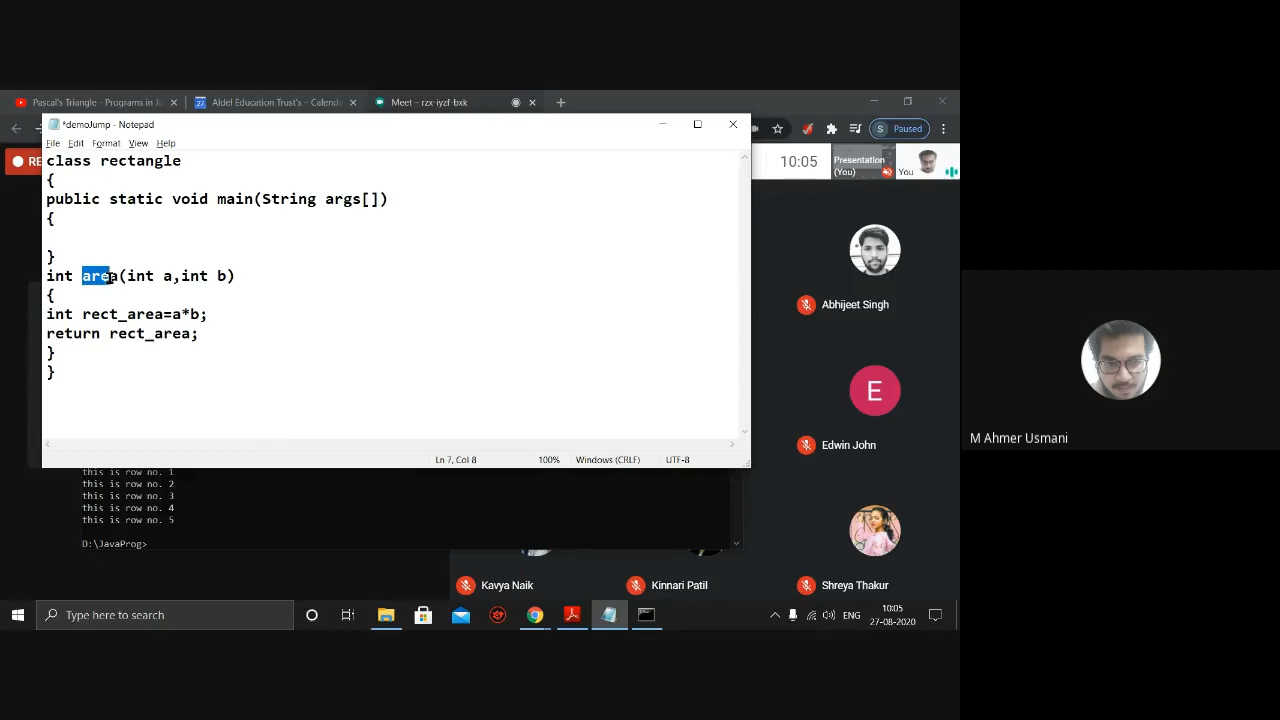 Pascal's Triangle - Programs in Ja
Aldel Education Trust's – Calenda
Meet – rzx-iyzf-bxk
*demoJump - Notepad
File Edit Format View Help
Paused
S
RE
10:05
Presentation (You)
You
class rectangle
{
public static void main(String args[])
{
}
int area(int a,int b)
{
int rect_area=a*b;
return rect_area;
}
}
Ln 7, Col 8
100%
Windows (CRLF)
UTF-8
this is row no. 1
this is row no. 2
this is row no. 3
this is row no. 4
this is row no. 5
D:\JavaProg>
Abhijeet Singh
E
Edwin John
Kavya Naik
Kinnari Patil
Shreya Thakur
M Ahmer Usmani
Type here to search
ENG
10:05
27-08-2020